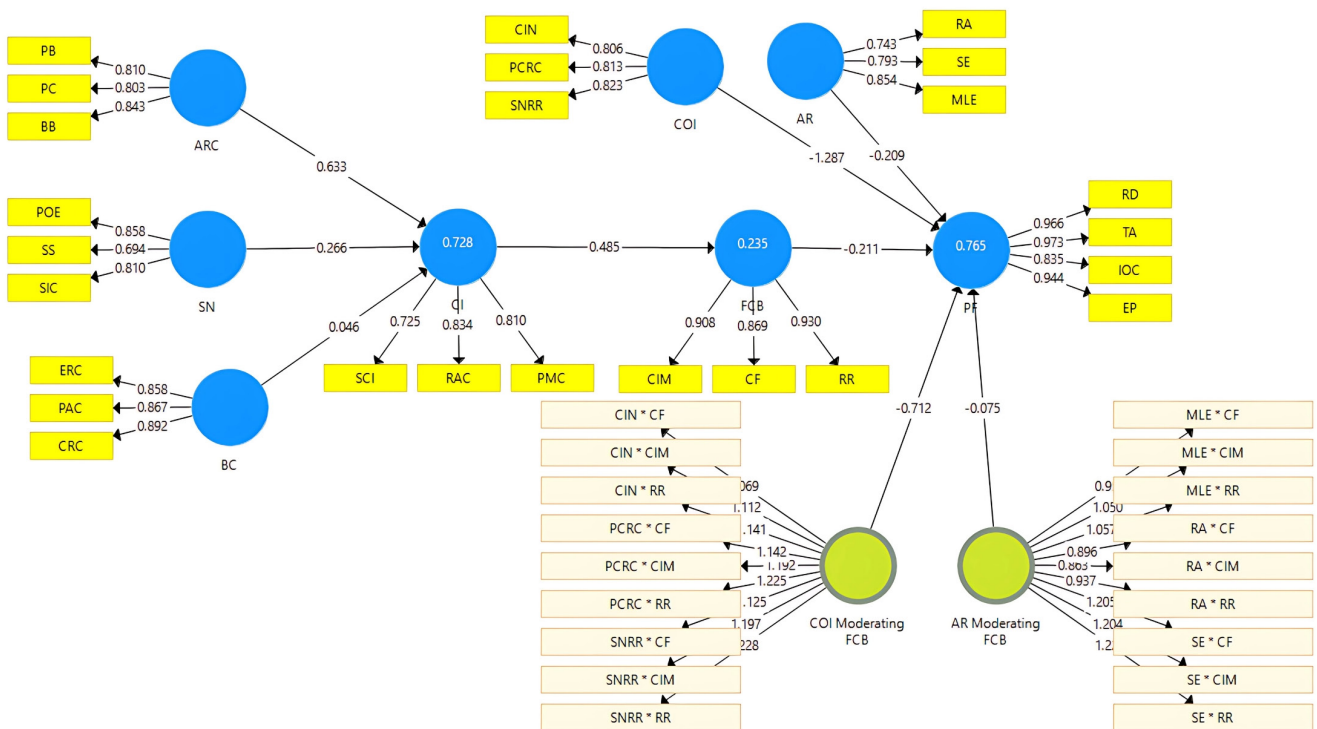 PB
PC
BB
0.810
0.803
0.843
ARC
0.633
POE
SS
SIC
0.858
0.694
0.810
SN
0.266
ERC
PAC
CRC
0.858
0.867
0.892
BC
0.046
0.728
CI
0.725
0.834
0.810
SCI
RAC
PMC
0.485
CIN
PCRC
SNRR
0.806
0.813
0.823
COI
-1.287
AR
0.743
0.793
0.854
RA
SE
MLE
-0.209
0.235
FCB
0.908
0.869
0.930
CIM
CF
RR
-0.211
0.765
PF
0.966
0.973
0.835
0.944
RD
TA
IOC
EP
-0.712
-0.075
CIN * CF
CIN * CIM
CIN * RR
PCRC * CF
PCRC * CIM
PCRC * RR
SNRR * CF
SNRR * CIM
SNRR * RR
1.142
1.192
1.225
1.197
COI Moderating
FCB
AR Moderating
FCB
1.050
1.057
0.896
0.863
0.937
1.205
1.204
MLE * CF
MLE * CIM
MLE * RR
RA * CF
RA * CIM
RA * RR
SE * CF
SE * CIM
SE * RR